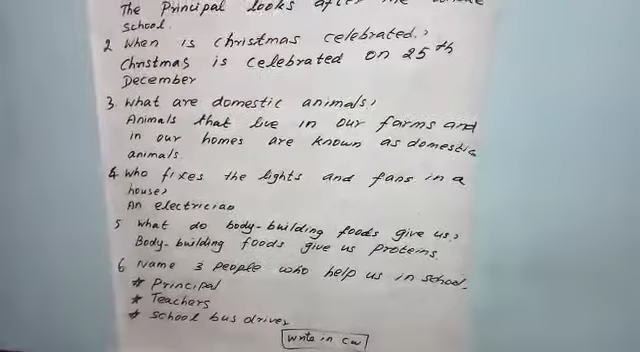 The Principal looks after the
school.
2 When is christmas celebrated?
Christmas is celebrated on 25th
December
3. What are domestic animals?
Animals that live in our farms and
in our homes are known as domestic
animals.
4. Who fixes the lights and fans in a
house?
An electrician
5 What do body-building foods give us?
Body-building foods give us proteins.
6 Name 3 people who help us in school.
* Principal
* Teachers
* School bus driver
Write in cw